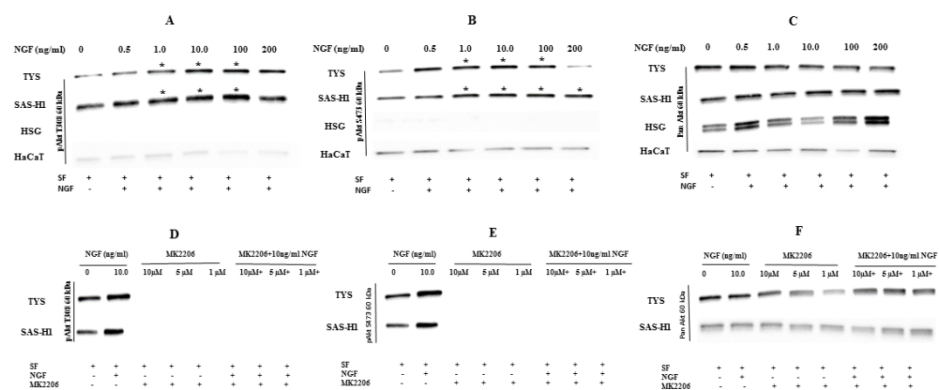 A
NGF (ng/ml) 0 0.5 1.0 10.0 100 200
* * *
TYS
* * *
SAS-H1
HSG
HaCaT
pAkt T308 60 kDa
SF + + + + + +
NGF - + + + + +
B
NGF (ng/ml) 0 0.5 1.0 10.0 100 200
* * *
TYS
* * * *
SAS-H1
HSG
HaCaT
pAkt S473 60 kDa
SF + + + + + +
NGF - + + + + +
C
NGF (ng/ml) 0 0.5 1.0 10.0 100 200
TYS
SAS-H1
HSG
HaCaT
Pan Akt 60 kDa
SF + + + + + +
NGF - + + + + +
D
NGF (ng/ml) MK2206 MK2206+10ng/ml NGF
0 10.0 10μM 5 μM 1 μM 10μM+ 5 μM+ 1μM+
TYS
SAS-H1
pAkt T308 60 kDa
SF + + + + + + + +
NGF - + - - - + + +
MK2206 - - + + + + + +
E
NGF (ng/ml) MK2206 MK2206+10ng/ml NGF
0 10.0 10μM 5 μM 1 μM 10μM+ 5 μM+ 1μM+
TYS
SAS-H1
pAkt S473 60 kDa
SF + + + + + + + +
NGF - + - - - + + +
MK2206 - - + + + + + +
F
NGF (ng/ml) MK2206 MK2206+10ng/ml NGF
0 10.0 10μM 5 μM 1 μM 10μM+ 5 μM+ 1μM+
TYS
SAS-H1
Pan Akt 60 kDa
SF + + + + + + + +
NGF - + - - - + + +
MK2206 - - + + + + + +